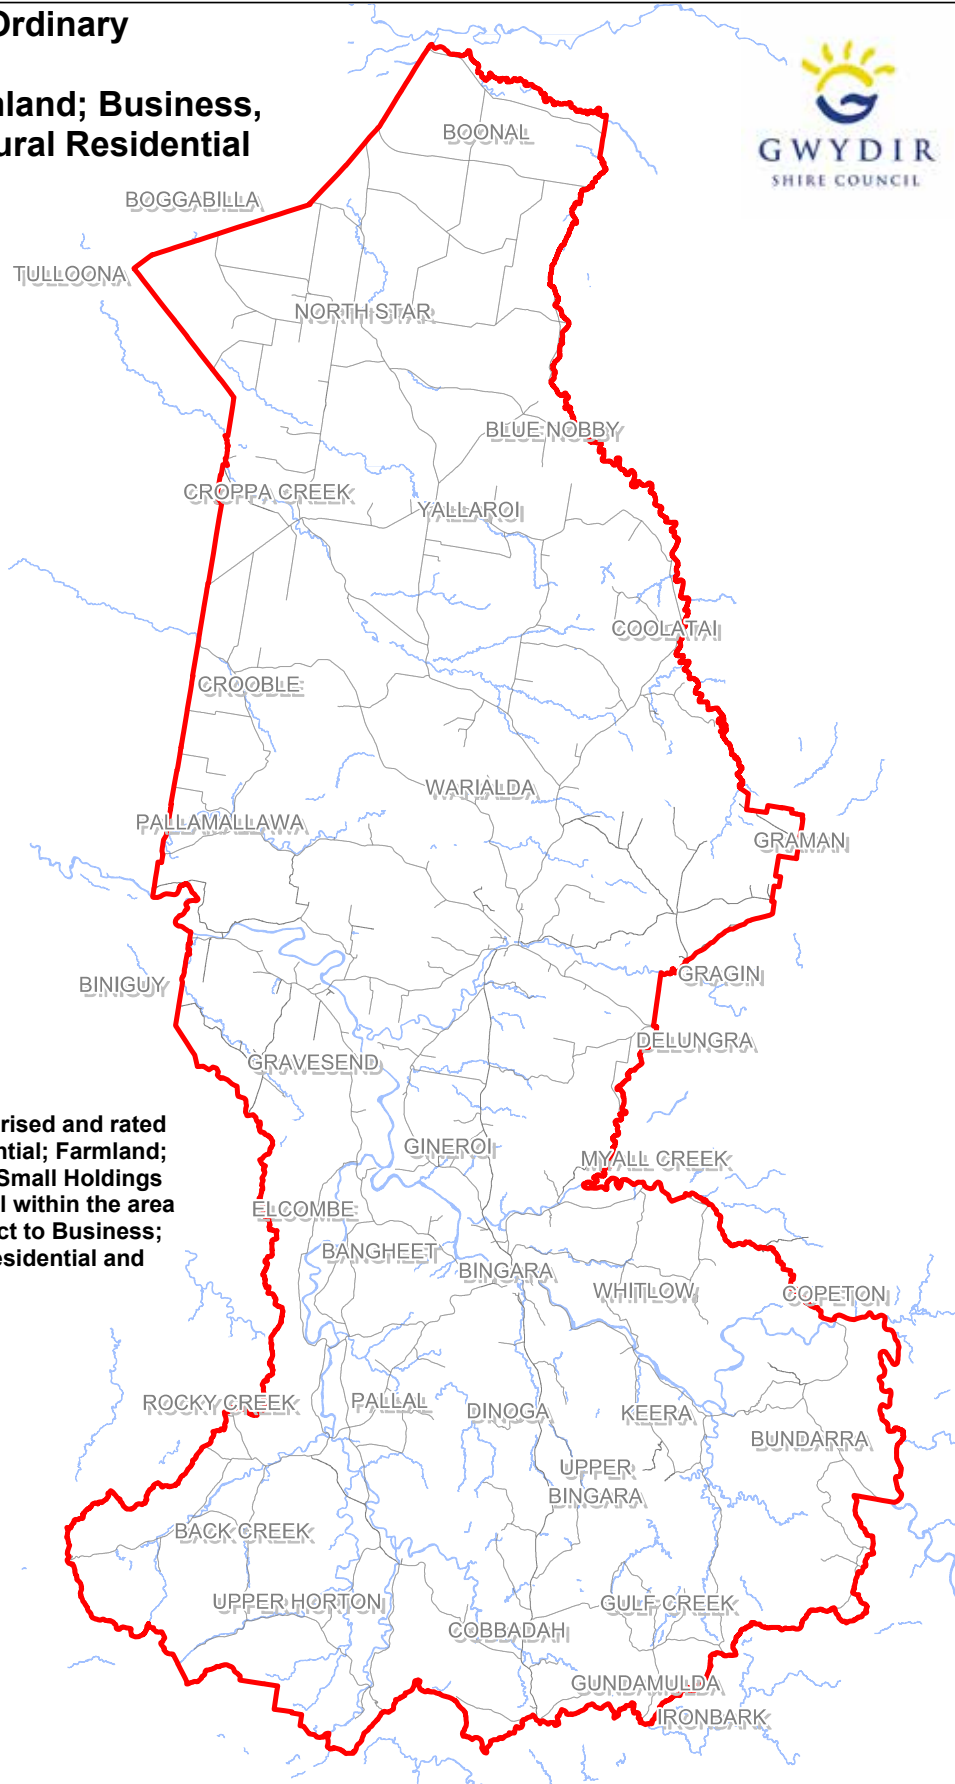 Ordinary
nland; Business,
ural Residential
GWYDIR
SHIRE COUNCIL
BOONAL
BOGGABILLA
TULLOONA
NORTH STAR
BLUE NOBBY
CROPPA CREEK
YALLAROI
COOLATAI
CROOBLE
WARIALDA
PALLAMALLAWA
GRAMAN
GRAGIN
BINIGUY
DELUNGRA
GRAVESEND
rised and rated
ntial; Farmland;
Small Holdings
l within the area
ct to Business;
esidential and
GINEROI
MYALL CREEK
ELCOMBE
BANGHEET
BINGARA
WHITLOW
COPETON
ROCKY CREEK
PALLAL
DINOGA
KEERA
BUNDARRA
UPPER
BINGARA
BACK CREEK
UPPER HORTON
GULF CREEK
COBBADAH
GUNDAMULDA
IRONBARK